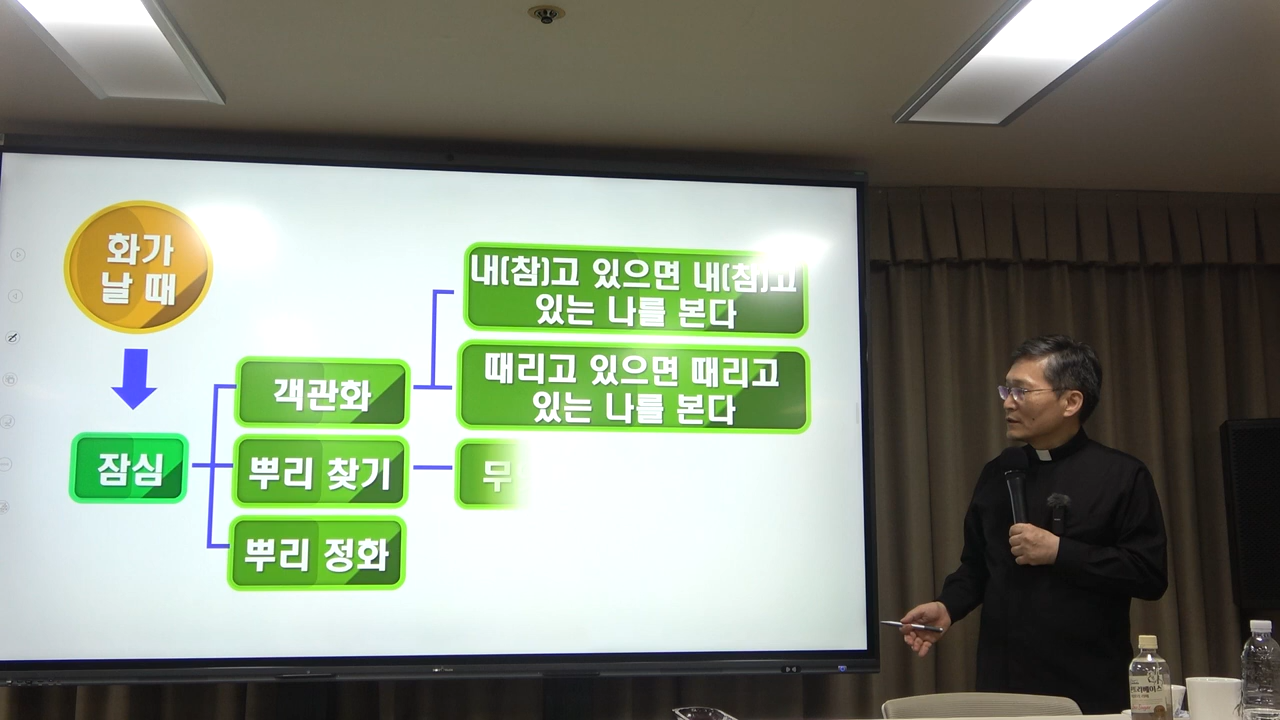 화가
날 때
내(참)고 있으면 내(참)고
있는 나를 본다
때리고 있으면 때리고
있는 나를 본다
객관화
잠심
뿌리 찾기
무
뿌리 정화